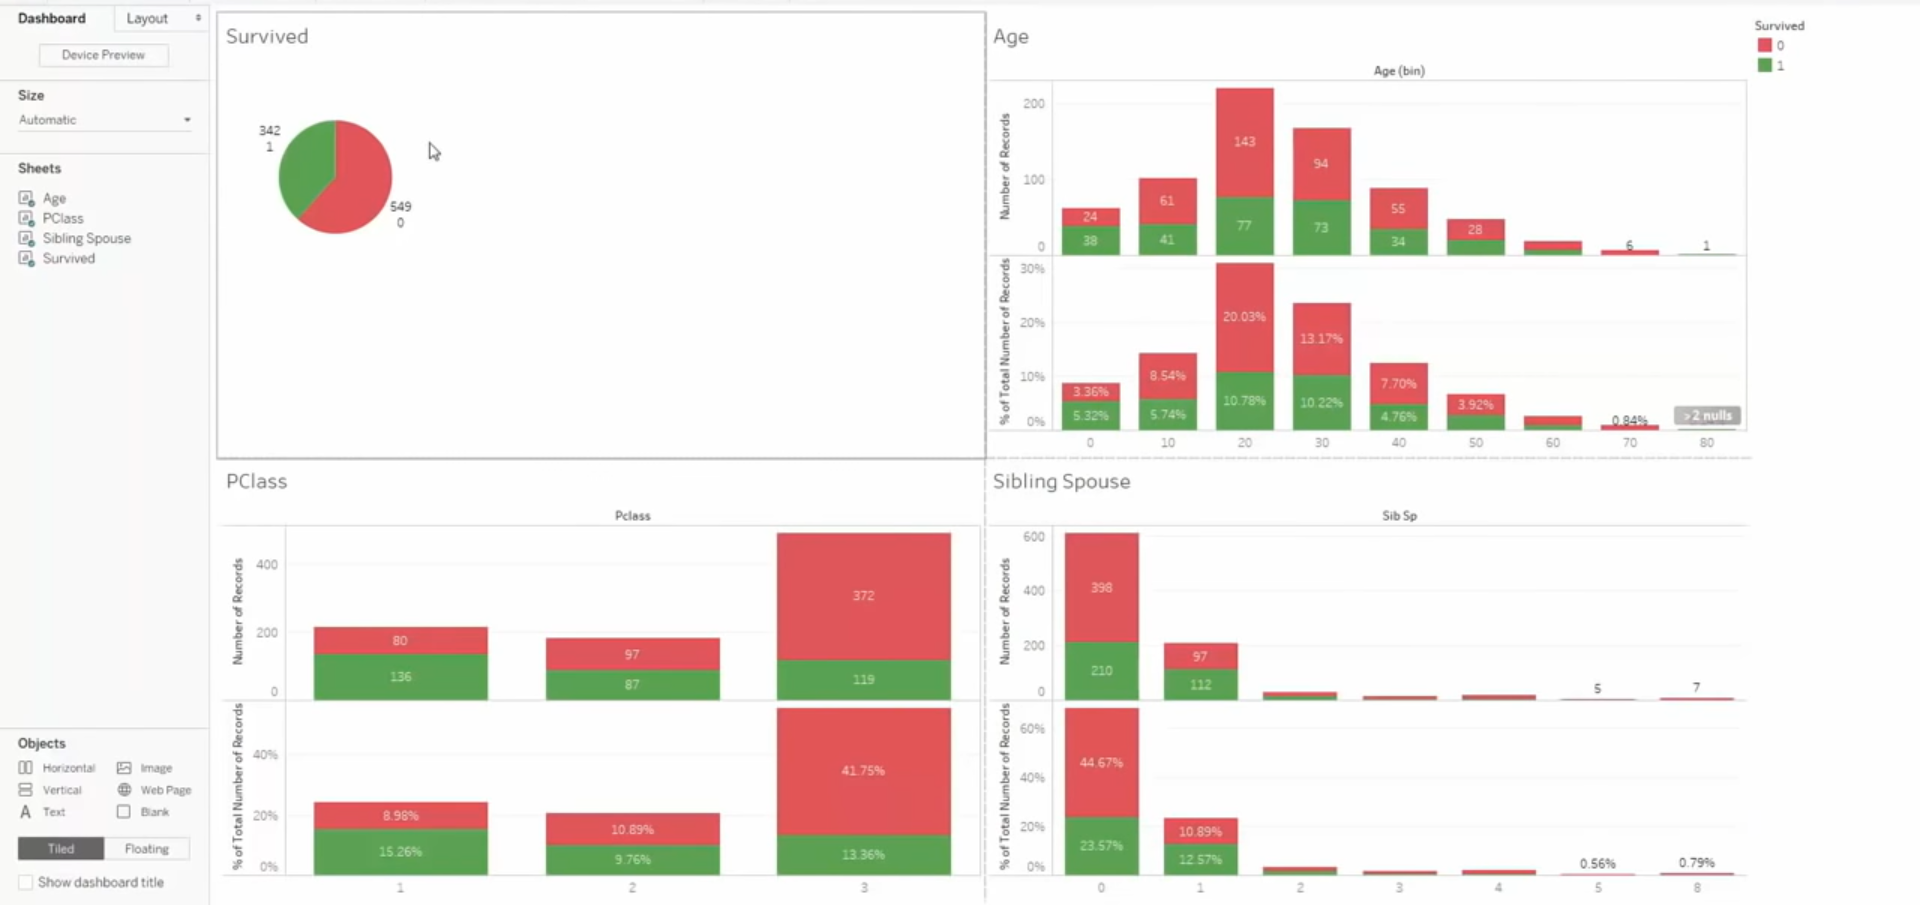 Dashboard
Layout
Device Preview
Size
Automatic
Sheets
Age
PClass
Sibling Spouse
Survived
Objects
Horizontal
Image
Vertical
Web Page
A Text
Blank
Tiled
Floating
Show dashboard title
Survived
342
1
549
0
Age
Age (bin)
Number of Records
200
100
0
24
38
61
41
143
77
94
73
55
34
28
6
1
% of Total Number of Records
30%
20%
10%
0%
3.36%
5.32%
8.54%
5.74%
20.03%
10.78%
13.17%
10.22%
7.70%
4.76%
3.92%
0.84%
>2 nulls
0 10 20 30 40 50 60 70 80
Survived
0
1
PClass
Pclass
Number of Records
400
200
0
80
136
97
87
372
119
% of Total Number of Records
40%
20%
0%
8.98%
15.26%
10.89%
9.76%
41.75%
13.36%
1 2 3
Sibling Spouse
Sib Sp
Number of Records
600
400
200
0
398
210
97
112
5
7
% of Total Number of Records
60%
40%
20%
0%
44.67%
23.57%
10.89%
12.57%
0.56%
0.79%
0 1 2 3 4 5 8